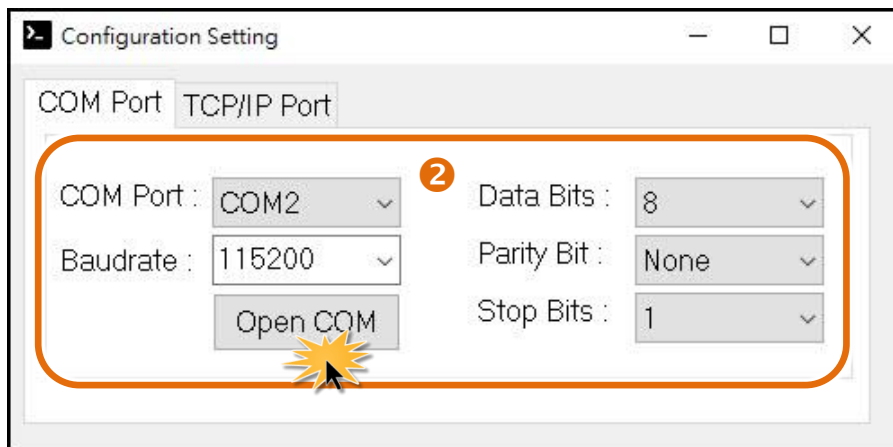 Configuration Setting
COM Port TCP/IP Port
❷
COM Port : COM2 Data Bits : 8
Baudrate : 115200 Parity Bit : None
Open COM Stop Bits : 1